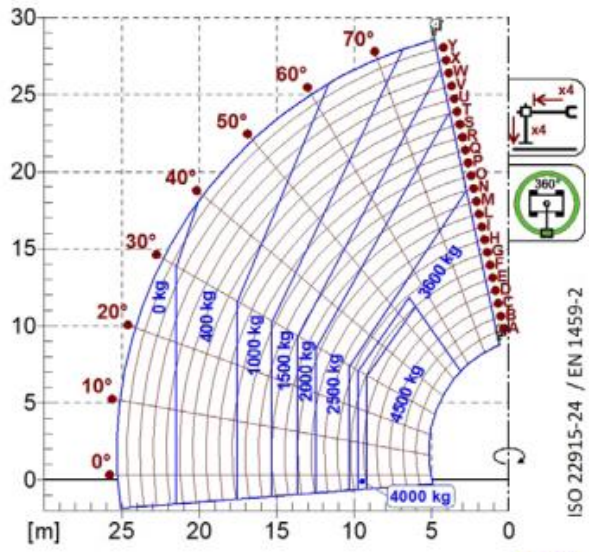 30
25
20
15
10
5
0
[m]
25
20
15
10
5
0
0°
10°
20°
30°
40°
50°
60°
70°
Y
X
W
V
U
T
S
R
Q
P
O
N
M
L
H
G
F
E
D
C
B
A
0 kg
400 kg
1000 kg
1500 kg
2000 kg
2500 kg
3600 kg
4500 kg
4000 kg
x4
x4
360°
ISO 22915-24 / EN 1459-2